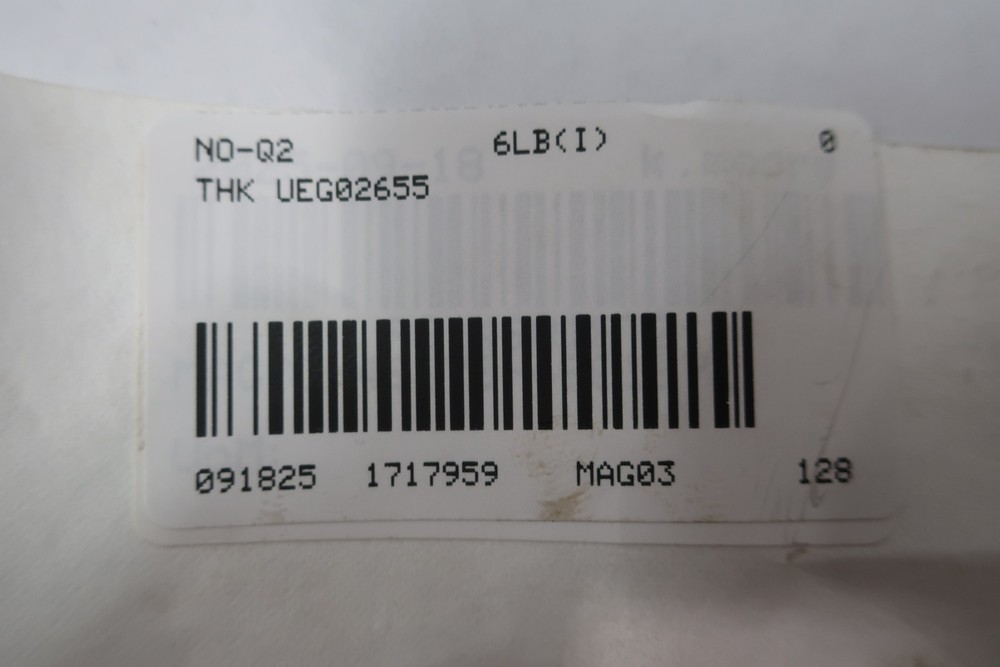 NO-Q2 6LB(I) 0
THK UEG02655
091825 1717959 MAG03 128